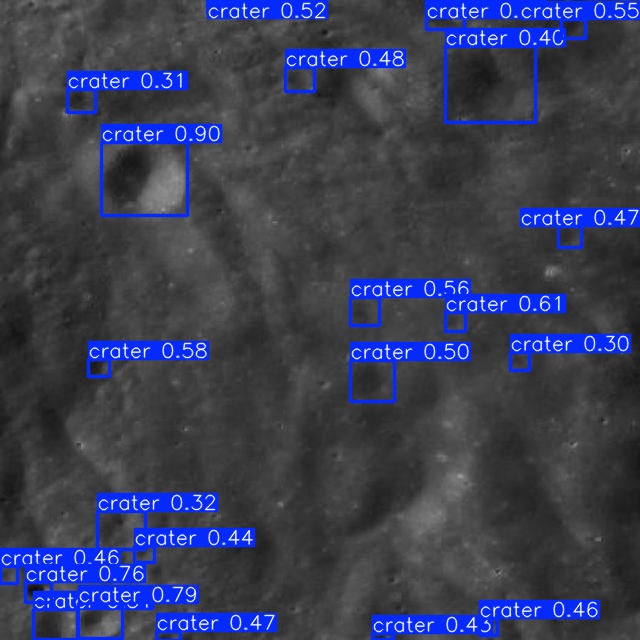 crater 0.52
crater 0.55
crater 0.40
crater 0.48
crater 0.31
crater 0.90
crater 0.47
crater 0.56
crater 0.61
crater 0.58
crater 0.50
crater 0.30
crater 0.32
crater 0.44
crater 0.46
crater 0.76
crater 0.79
crater 0.47
crater 0.43
crater 0.46